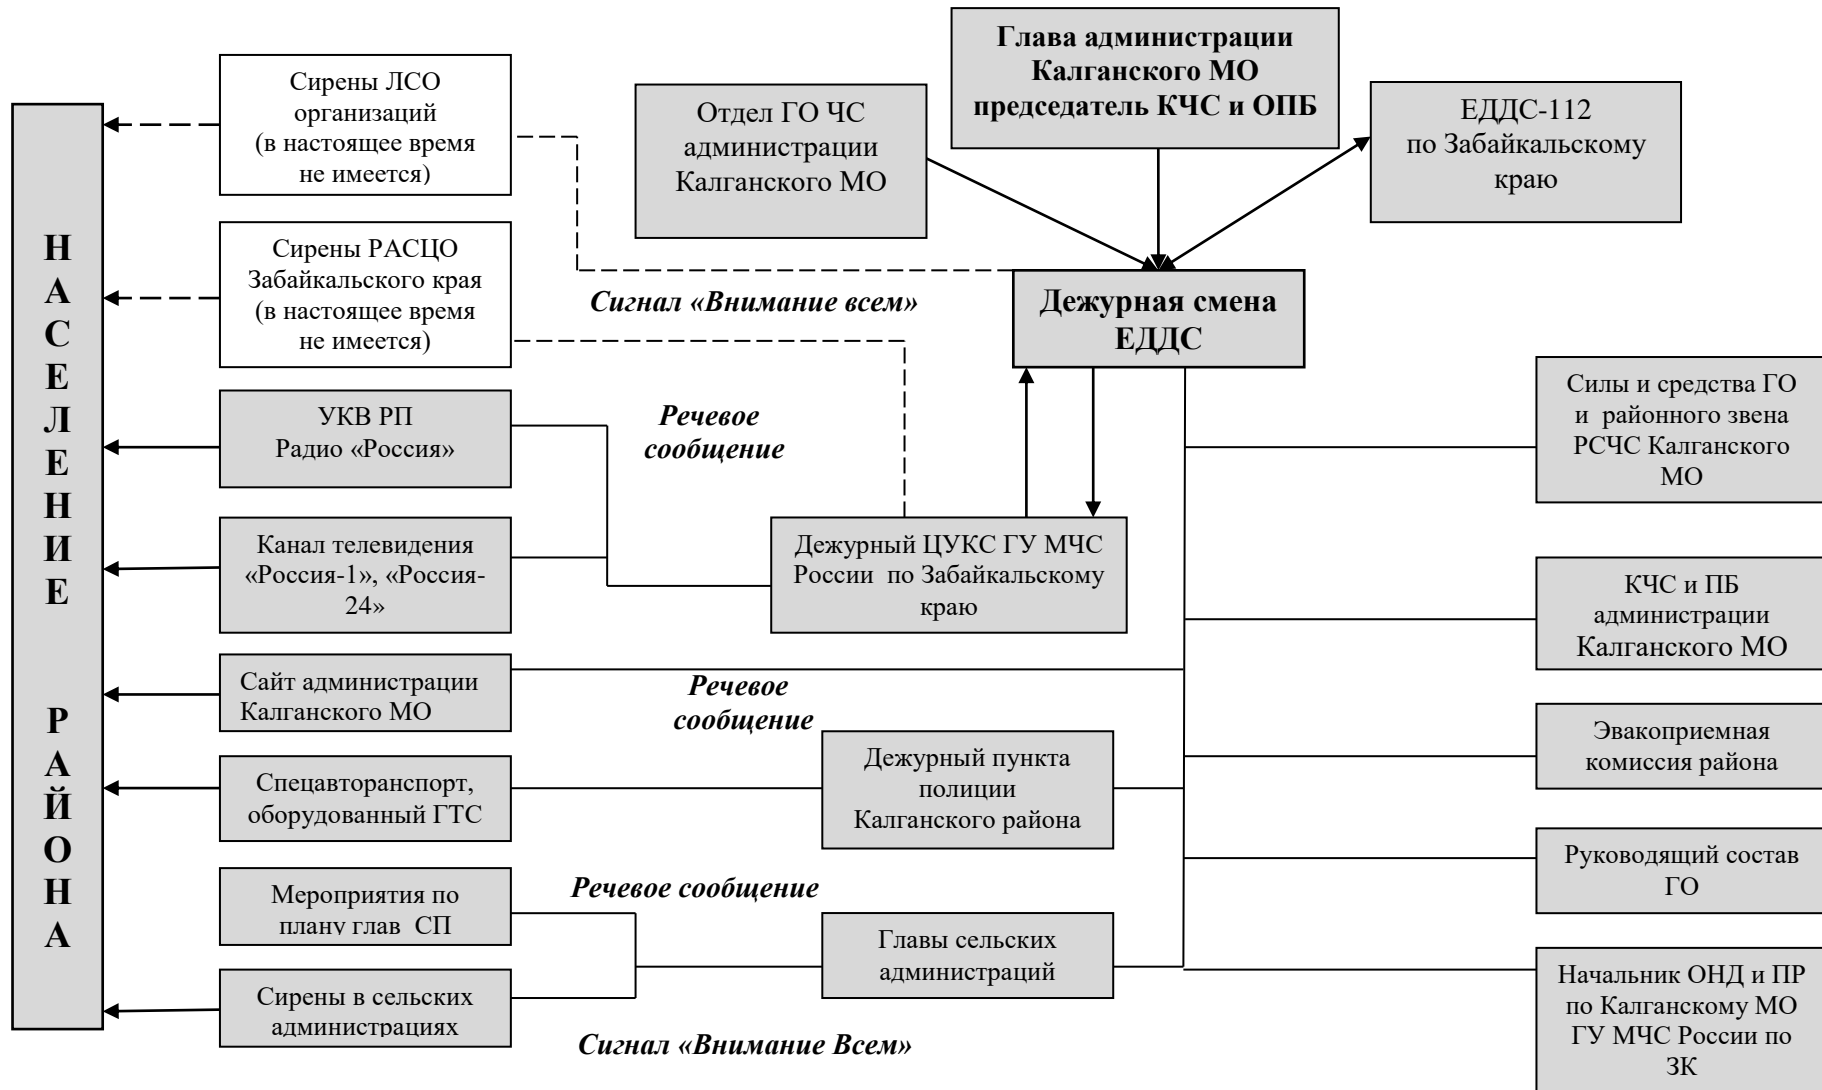 Глава администрации
Калганского МО
председатель КЧС и ОПБ
Отдел ГО ЧС
администрации
Калганского МО
ЕДДС-112
по Забайкальскому
краю
Сирены ЛСО
организаций
(в настоящее время
не имеется)
Сирены РАСЦО
Забайкальского края
(в настоящее время
не имеется)
Сигнал «Внимание всем»
Дежурная смена
ЕДДС
НАСЕЛЕНИЕ РАЙОНА
УКВ РП
Радио «Россия»
Речевое
сообщение
Канал телевидения
«Россия-1», «Россия-
24»
Дежурный ЦУКС ГУ МЧС
России по Забайкальскому
краю
Силы и средства ГО
и районного звена
РСЧС Калганского
МО
КЧС и ПБ
администрации
Калганского МО
Сайт администрации
Калганского МО
Речевое
сообщение
Эвакоприемная
комиссия района
Спецавторанспорт,
оборудованный ГТС
Дежурный пункта
полиции
Калганского района
Руководящий состав
ГО
Мероприятия по
плану глав СП
Речевое сообщение
Главы сельских
администраций
Сирены в сельских
администрациях
Сигнал «Внимание Всем»
Начальник ОНД и ПР
по Калганскому МО
ГУ МЧС России по
ЗК